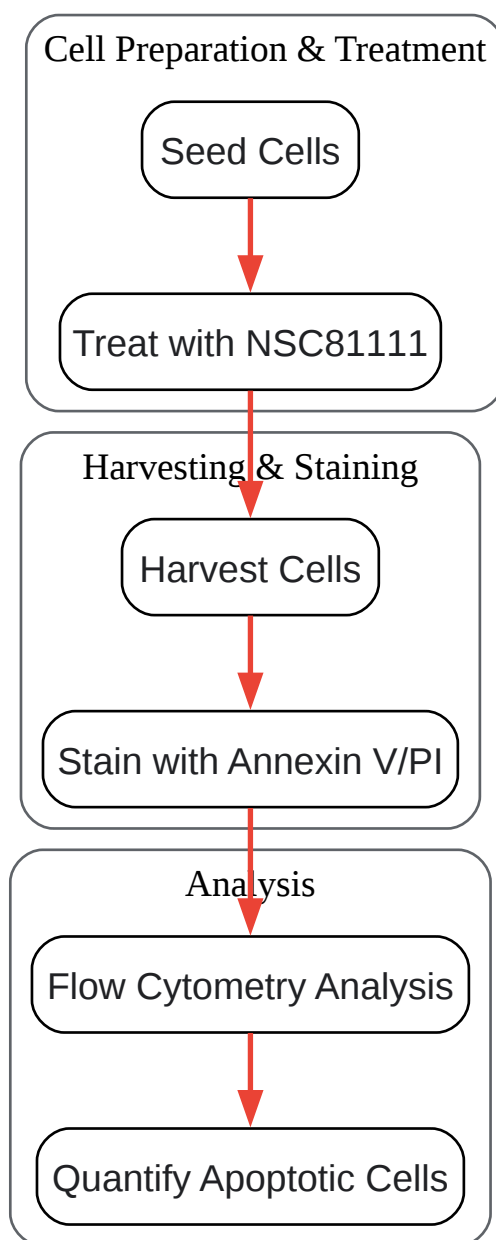 Cell Preparation & Treatment
Seed Cells
Treat with NSC81111
Harvesting & Staining
Harvest Cells
Stain with Annexin V/PI
Analysis
Flow Cytometry Analysis
Quantify Apoptotic Cells